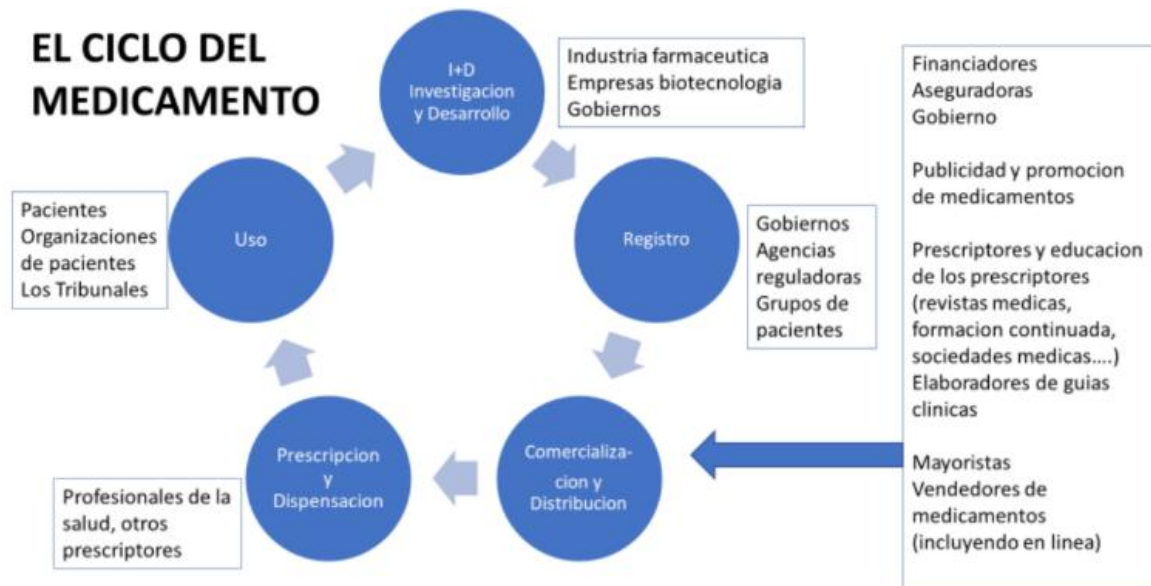 EL CICLO DEL
MEDICAMENTO
I+D
Investigacion
y Desarrollo
Industria farmaceutica
Empresas biotecnologia
Gobiernos
Registro
Gobiernos
Agencias
reguladoras
Grupos de
pacientes
Comercializa-
cion y
Distribucion
Financiadores
Aseguradoras
Gobierno
Publicidad y promocion
de medicamentos
Prescriptores y educacion
de los prescriptores
(revistas medicas,
formacion continuada,
sociedades medicas....)
Elaboradores de guias
clinicas
Mayoristas
Vendedores de
medicamentos
(incluyendo en linea)
Prescripcion
y
Dispensacion
Profesionales de la
salud, otros
prescriptores
Uso
Pacientes
Organizaciones
de pacientes
Los Tribunales